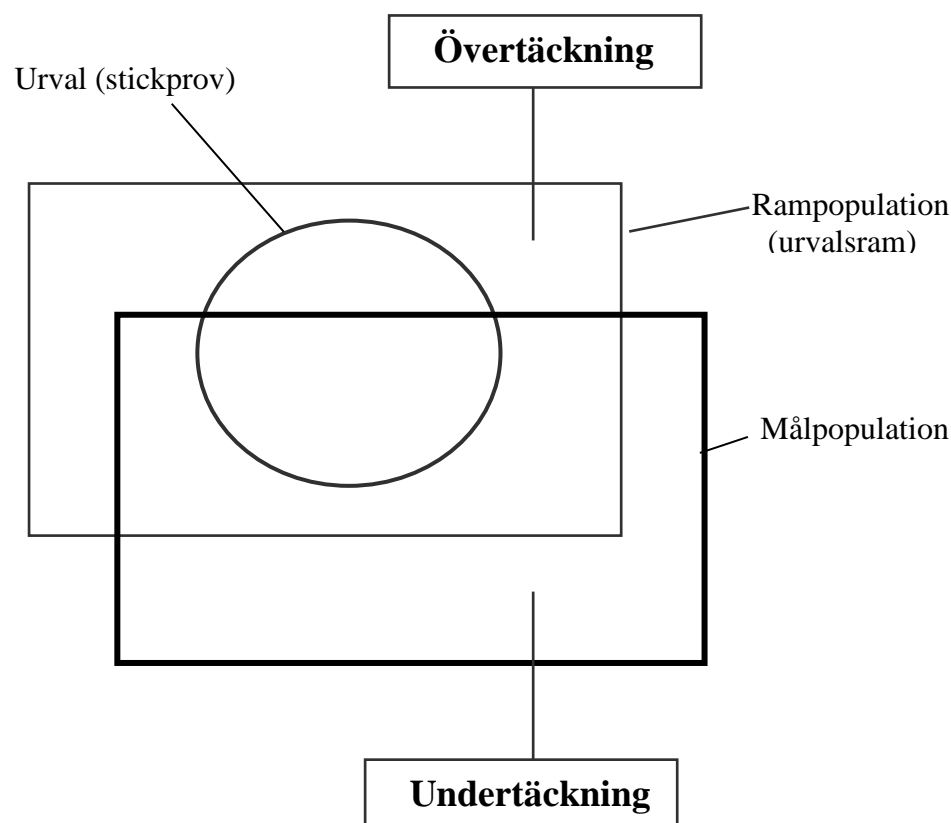 Övertäckning
Urval (stickprov)
Rampopulation
(urvalsram)
Målpopulation
Undertäckning